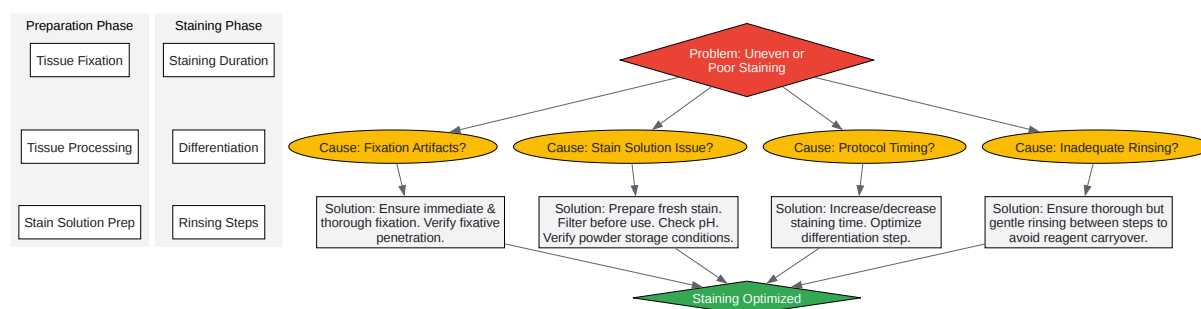 Preparation Phase
Tissue Fixation
Tissue Processing
Stain Solution Prep
Staining Phase
Staining Duration
Differentiation
Rinsing Steps
Problem: Uneven or
Poor Staining
Cause: Fixation Artifacts?
Cause: Stain Solution Issue?
Cause: Protocol Timing?
Cause: Inadequate Rinsing?
Solution: Ensure immediate &
thorough fixation. Verify fixative
penetration.
Solution: Prepare fresh stain.
Filter before use. Check pH.
Verify powder storage conditions.
Solution: Increase/decrease
staining time. Optimize
differentiation step.
Solution: Ensure thorough but
gentle rinsing between steps to
avoid reagent carryover.
Staining Optimized